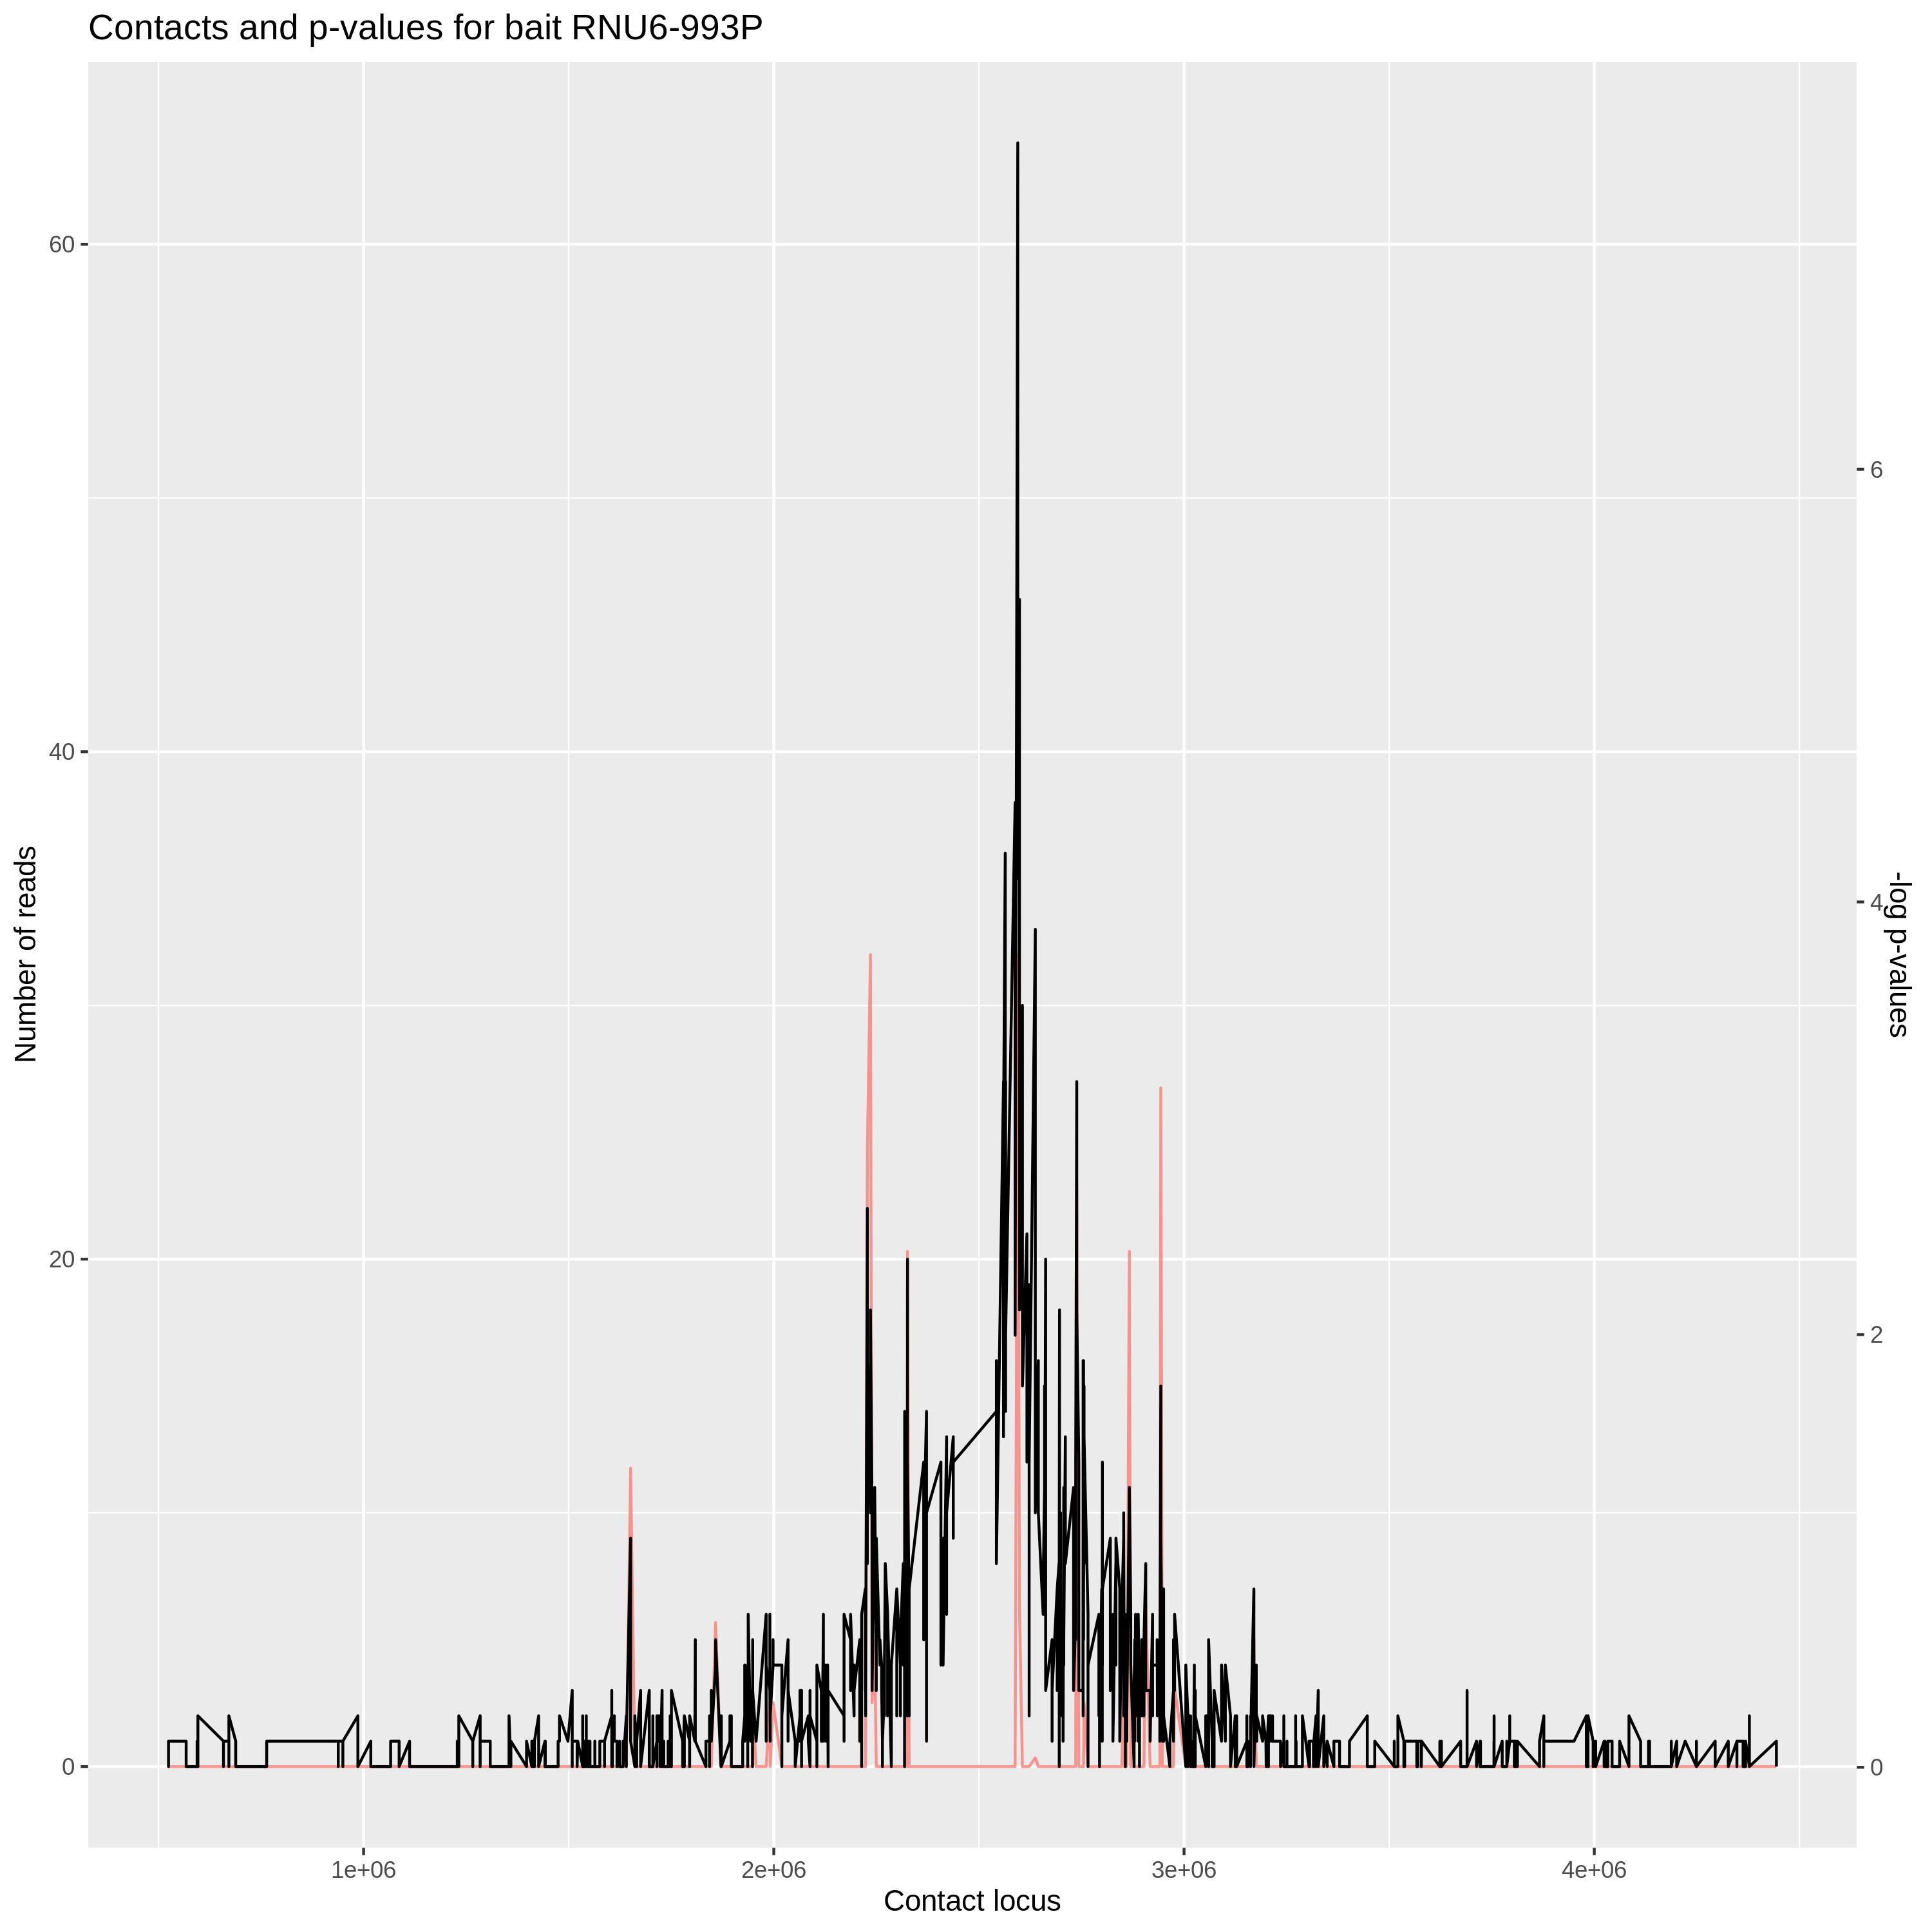 Contacts and p-values for bait RNU6-993P
60
40
20
0
6
4
2
0
Number of reads
-log p-values
1e+06
2e+06
3e+06
4e+06
Contact locus